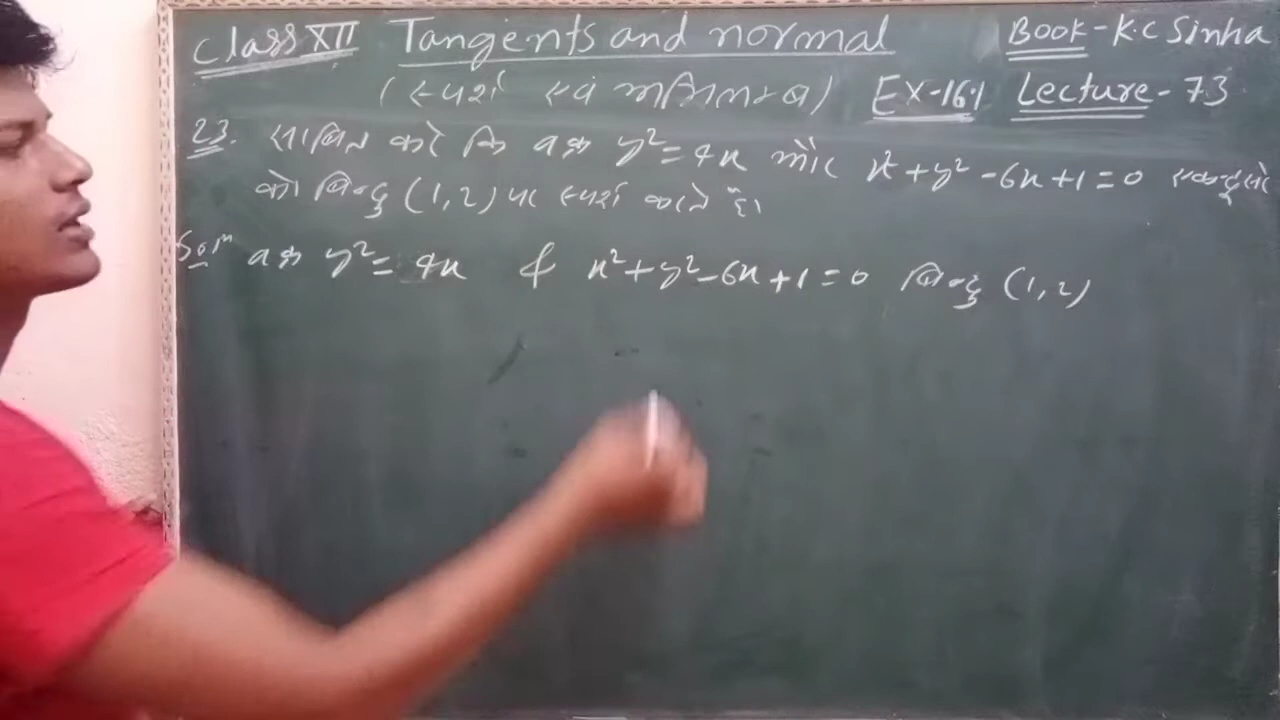 Class XII Tangents and normal Book - K.C Sinha
(स्पर्श एवं अभिलम्ब) EX-16.1 Lecture - 73
23. साबित करें कि वक्र y² = 4x और x² + y² - 6x + 1 = 0 एक दूसरे
को बिन्दु (1, 2) पर स्पर्श करते हैं।
Solⁿ वक्र y² = 4x & x² + y² - 6x + 1 = 0 बिन्दु (1, 2)